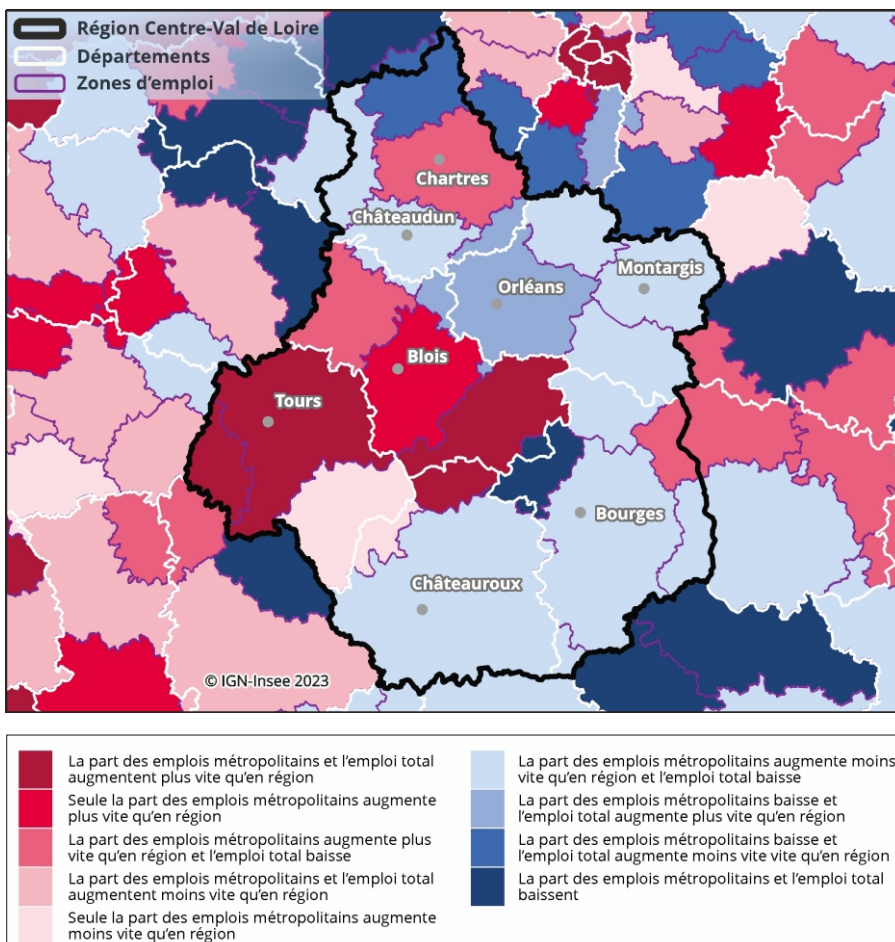 Région Centre-Val de Loire
Départements
Zones d'emploi
Chartres
Châteaudun
Orléans
Montargis
Blois
Tours
Bourges
Châteauroux
© IGN-Insee 2023
La part des emplois métropolitains et l'emploi total
augmentent plus vite qu'en région
Seule la part des emplois métropolitains augmente
plus vite qu'en région
La part des emplois métropolitains augmente plus
vite qu'en région et l'emploi total baisse
La part des emplois métropolitains et l'emploi total
augmentent moins vite qu'en région
Seule la part des emplois métropolitains augmente
moins vite qu'en région
La part des emplois métropolitains augmente moins
vite qu'en région et l'emploi total baisse
La part des emplois métropolitains baisse et
l'emploi total augmente plus vite qu'en région
La part des emplois métropolitains baisse et
l'emploi total augmente moins vite vite qu'en région
La part des emplois métropolitains et l'emploi total
baissent